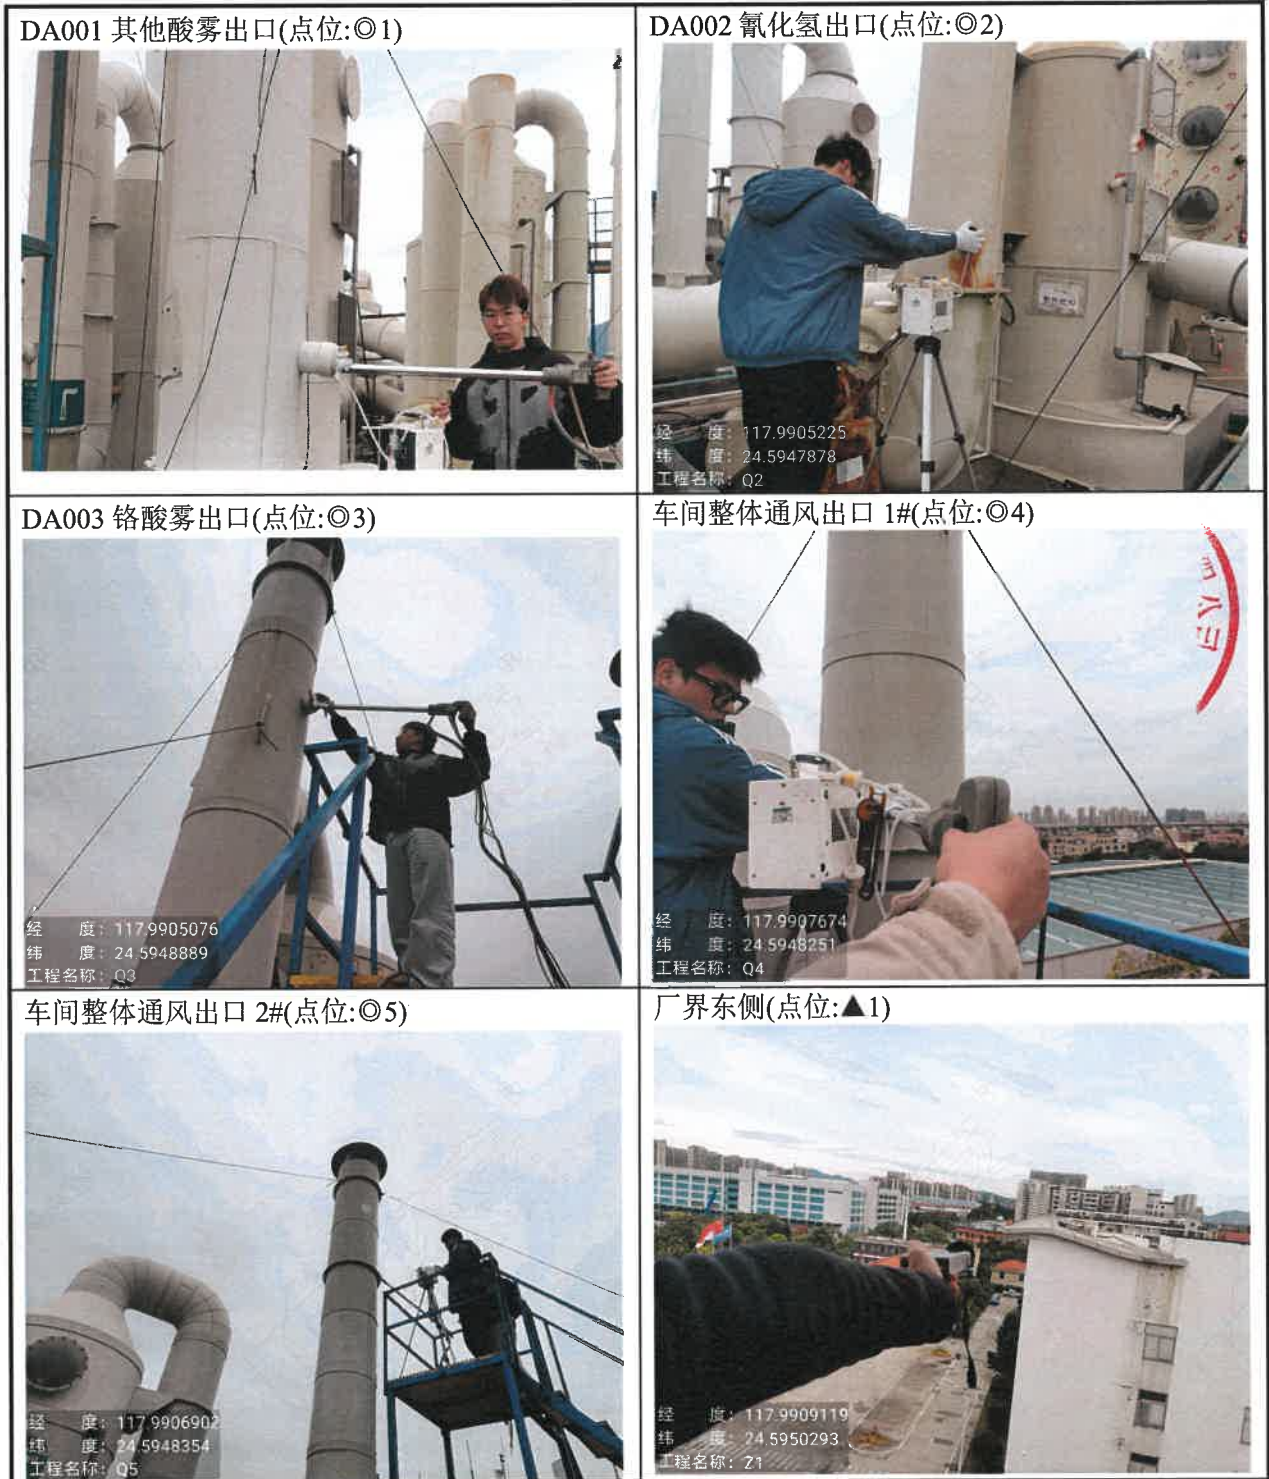 DA001 其他酸雾出口(点位:◎1)
DA002 氰化氢出口(点位:◎2)
经 度: 117.9905225
纬 度: 24.5947878
工程名称: Q2
DA003 铬酸雾出口(点位:◎3)
经 度: 117.9905076
纬 度: 24.5948889
工程名称: Q3
车间整体通风出口 1#(点位:◎4)
经 度: 117.9907674
纬 度: 24.5948251
工程名称: Q4
车间整体通风出口 2#(点位:◎5)
经 度: 117.9906902
纬 度: 24.5948354
工程名称: Q5
厂界东侧(点位:▲1)
经 度: 117.9909119
纬 度: 24.5950293
工程名称: Z1